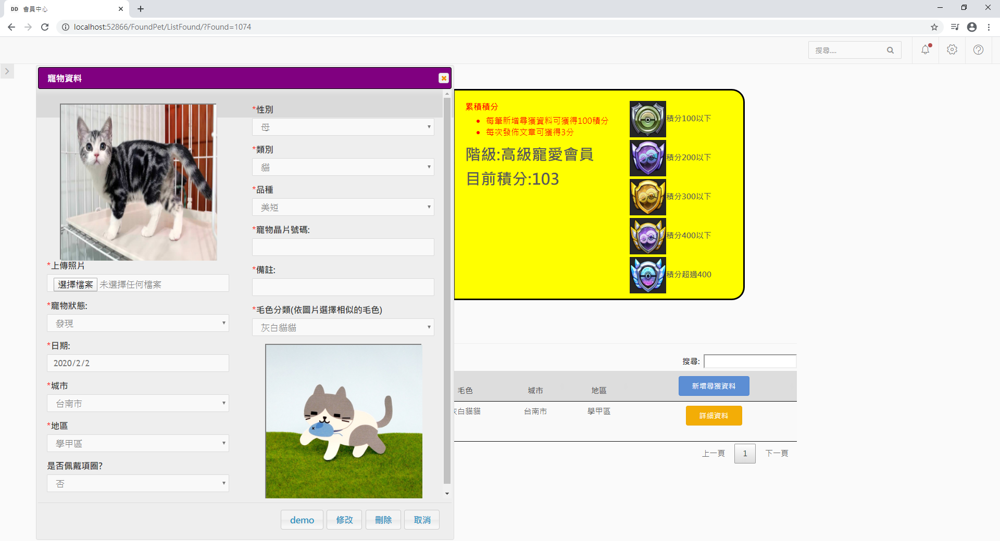 DD 會員中心
localhost:52866/FoundPet/ListFound/?Found=1074
搜尋....
寵物資料
*上傳照片
選擇檔案 未選擇任何檔案
*寵物狀態:
發現
*日期:
2020/2/2
*城市
台南市
*地區
學甲區
是否佩戴項圈?
否
*性別
母
*類別
貓
*品種
美短
*寵物晶片號碼:
*備註:
*毛色分類(依圖片選擇相似的毛色)
灰白貓貓
demo 修改 刪除 取消
累積積分
每筆新增尋獲資料可獲得100積分
每次發佈文章可獲得3分
階級:高級寵愛會員
目前積分:103
積分100以下
積分200以下
積分300以下
積分400以下
積分超過400
搜尋:
毛色 城市 地區 新增尋獲資料
灰白貓貓 台南市 學甲區 詳細資料
上一頁 1 下一頁